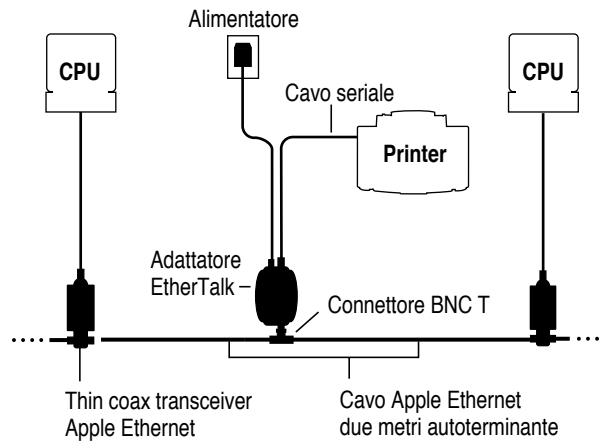 Alimentatore
CPU
CPU
Cavo seriale
Printer
Adattatore
EtherTalk
Connettore BNC T
Thin coax transceiver
Apple Ethernet
Cavo Apple Ethernet
due metri autoterminante